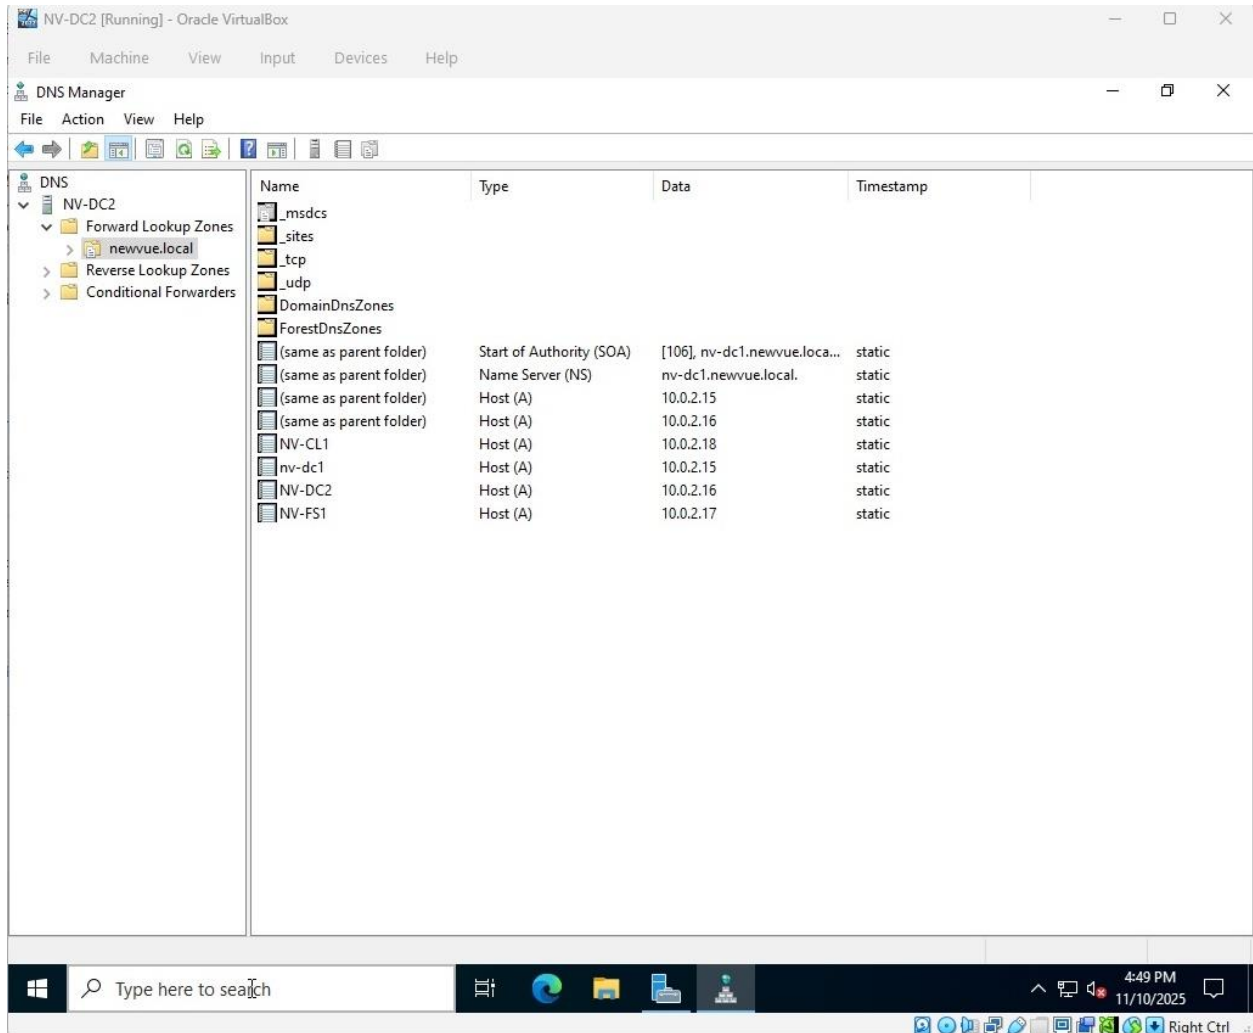 NV-DC2 [Running] - Oracle VirtualBox
File Machine View Input Devices Help
DNS Manager
File Action View Help
DNS
NV-DC2
Forward Lookup Zones
newvue.local
Reverse Lookup Zones
Conditional Forwarders
Name Type Data Timestamp
_msdcs
_sites
_tcp
_udp
DomainDnsZones
ForestDnsZones
(same as parent folder) Start of Authority (SOA) [106], nv-dc1.newvue.loca... static
(same as parent folder) Name Server (NS) nv-dc1.newvue.local. static
(same as parent folder) Host (A) 10.0.2.15 static
(same as parent folder) Host (A) 10.0.2.16 static
NV-CL1 Host (A) 10.0.2.18 static
nv-dc1 Host (A) 10.0.2.15 static
NV-DC2 Host (A) 10.0.2.16 static
NV-FS1 Host (A) 10.0.2.17 static
Type here to search
4:49 PM
11/10/2025
Right Ctrl